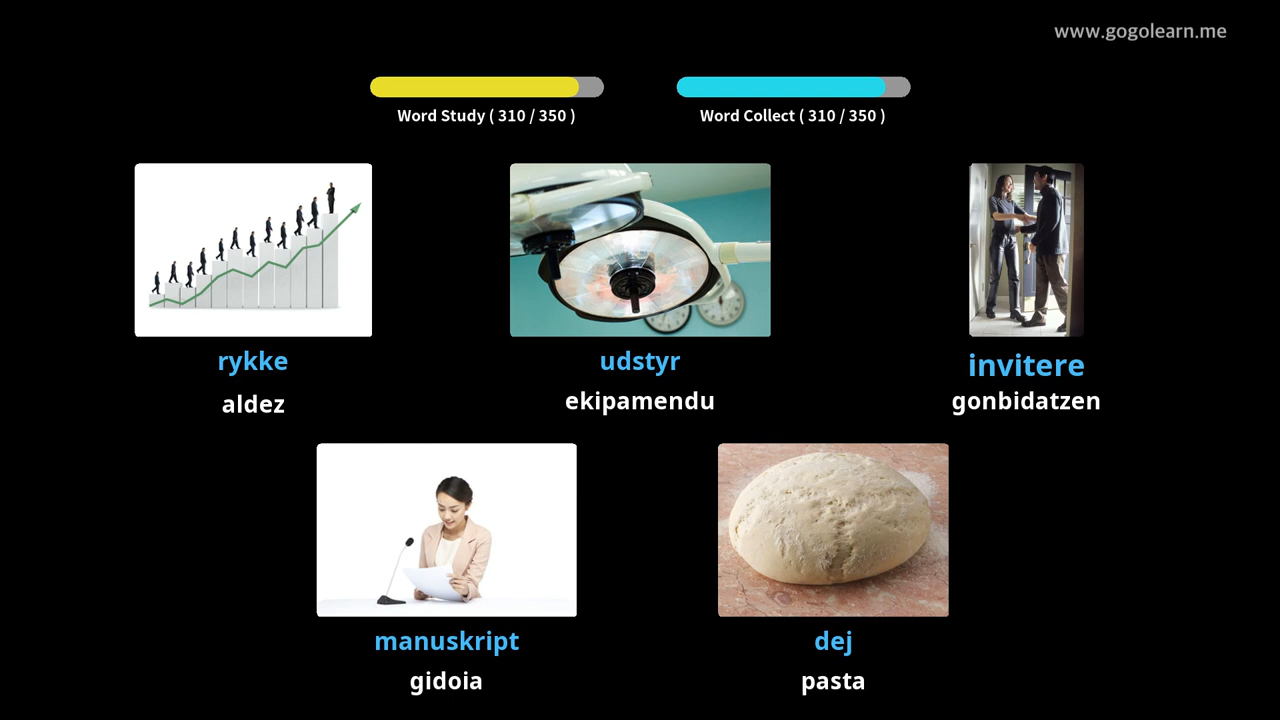 www.gogolearn.me
Word Study ( 310 / 350 )
Word Collect ( 310 / 350 )
rykke
aldez
udstyr
ekipamendu
invitere
gonbidatzen
manuskript
gidoia
dej
pasta